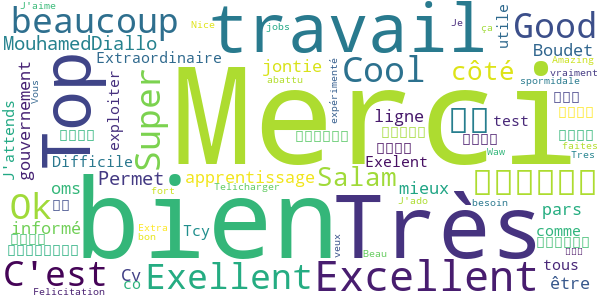 J'aime
Nice
jobs
Je
ça
utile
beaucoup
travail
Good
MouhamedDiallo
Extraordinaire
Boudet
Amazing
vraiment
spormidale
Vous
gouvernement
J'attends
Top
exploiter
Super
jontie
abattu
expérimenté
Merci
Cool
côté
ligne
test
faites
Tres
Waw
Exelent
Difficile
oms
Permet
apprentissage
Telicharger
fort
Salam
mieux
J'ado
besoin
Ok
informé
bien
Très
pars
comme
Extra
bon
Tcy
veux
Beau
tous
être
C'est
Felicitation
Cv
co
Exellent
Excellent